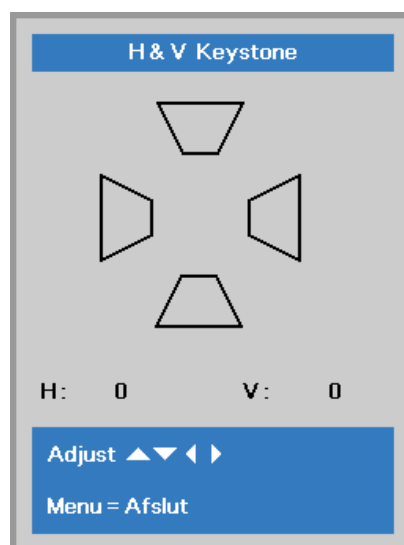 H & V Keystone
H: 0 V: 0
Adjust ▲▼◀▶
Menu = Afslut